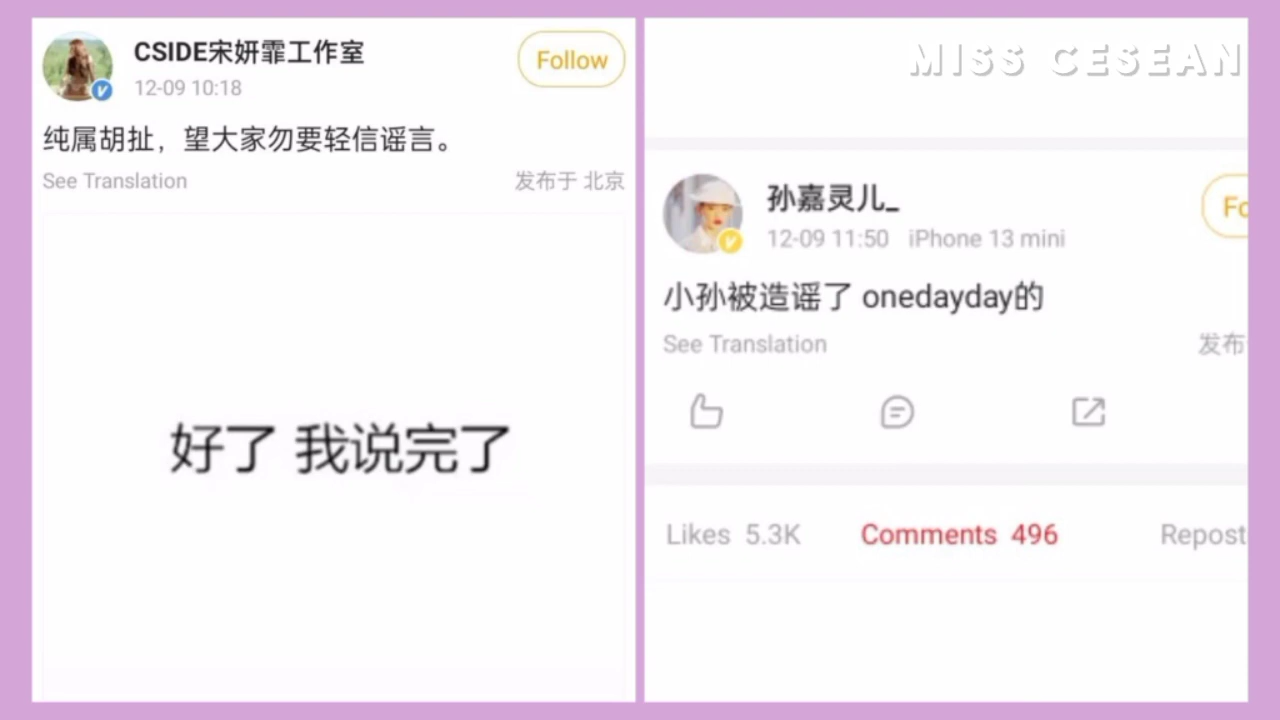 CSIDE宋妍霏工作室
Follow
12-09 10:18
纯属胡扯，望大家勿要轻信谣言。
See Translation
发布于 北京
好了 我说完了
MISS CESEAN
孙嘉灵儿_
Fo
12-09 11:50 iPhone 13 mini
小孙被造谣了 onedayday的
See Translation
发布
Likes 5.3K
Comments 496
Repost